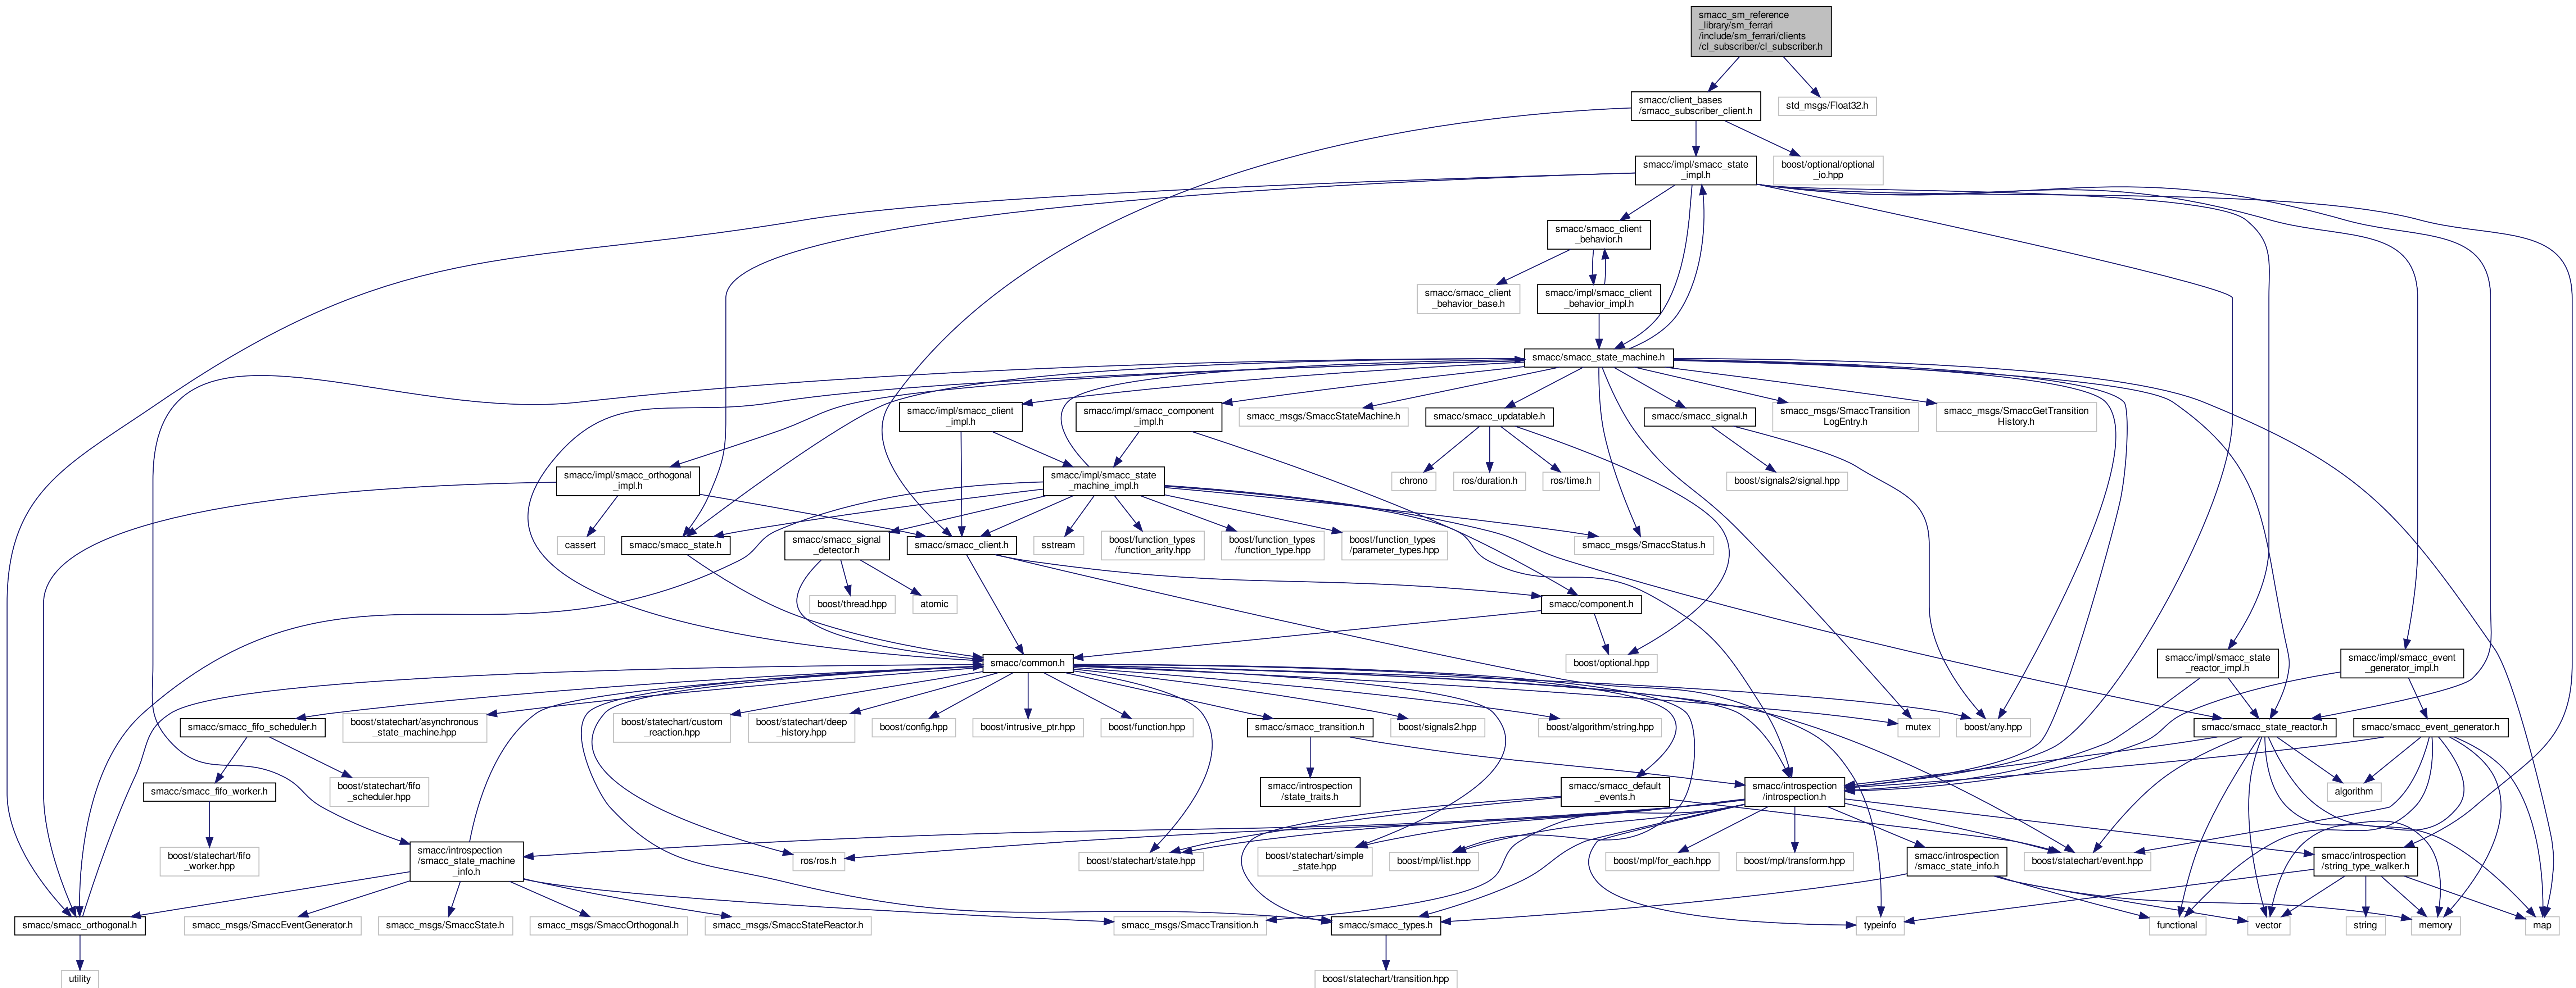 smacc_sm_reference
_library/sm_ferrari
/include/sm_ferrari/clients
/cl_subscriber/cl_subscriber.h
smacc/client_bases
/smacc_subscriber_client.h
std_msgs/Float32.h
smacc/impl/smacc_state
_impl.h
boost/optional/optional
_io.hpp
smacc/smacc_client
_behavior.h
smacc/smacc_client
_behavior_base.h
smacc/impl/smacc_client
_behavior_impl.h
smacc/smacc_state_machine.h
smacc/impl/smacc_client
_impl.h
smacc/impl/smacc_component
_impl.h
smacc_msgs/SmaccStateMachine.h
smacc/smacc_updatable.h
smacc/smacc_signal.h
smacc_msgs/SmaccTransition
LogEntry.h
smacc_msgs/SmaccGetTransition
History.h
smacc/impl/smacc_orthogonal
_impl.h
smacc/impl/smacc_state
_machine_impl.h
chrono
ros/duration.h
ros/time.h
boost/signals2/signal.hpp
cassert
smacc/smacc_state.h
smacc/smacc_signal
_detector.h
smacc/smacc_client.h
sstream
boost/function_types
/function_arity.hpp
boost/function_types
/function_type.hpp
boost/function_types
/parameter_types.hpp
smacc_msgs/SmaccStatus.h
boost/thread.hpp
atomic
smacc/component.h
smacc/common.h
boost/optional.hpp
smacc/impl/smacc_state
_reactor_impl.h
smacc/impl/smacc_event
_generator_impl.h
smacc/smacc_fifo_scheduler.h
boost/statechart/asynchronous
_state_machine.hpp
boost/statechart/custom
_reaction.hpp
boost/statechart/deep
_history.hpp
boost/config.hpp
boost/intrusive_ptr.hpp
boost/function.hpp
smacc/smacc_transition.h
boost/signals2.hpp
boost/algorithm/string.hpp
mutex
boost/any.hpp
smacc/smacc_state_reactor.h
smacc/smacc_event_generator.h
smacc/smacc_fifo_worker.h
boost/statechart/fifo
_scheduler.hpp
smacc/introspection
/state_traits.h
smacc/smacc_default
_events.h
smacc/introspection
/introspection.h
algorithm
boost/statechart/fifo
_worker.hpp
smacc/introspection
/smacc_state_machine
_info.h
ros/ros.h
boost/statechart/state.hpp
boost/statechart/simple
_state.hpp
boost/mpl/list.hpp
boost/mpl/for_each.hpp
boost/mpl/transform.hpp
smacc/introspection
/smacc_state_info.h
boost/statechart/event.hpp
smacc/introspection
/string_type_walker.h
smacc/smacc_orthogonal.h
smacc_msgs/SmaccEventGenerator.h
smacc_msgs/SmaccState.h
smacc_msgs/SmaccOrthogonal.h
smacc_msgs/SmaccStateReactor.h
smacc_msgs/SmaccTransition.h
smacc/smacc_types.h
typeinfo
functional
vector
string
memory
map
utility
boost/statechart/transition.hpp